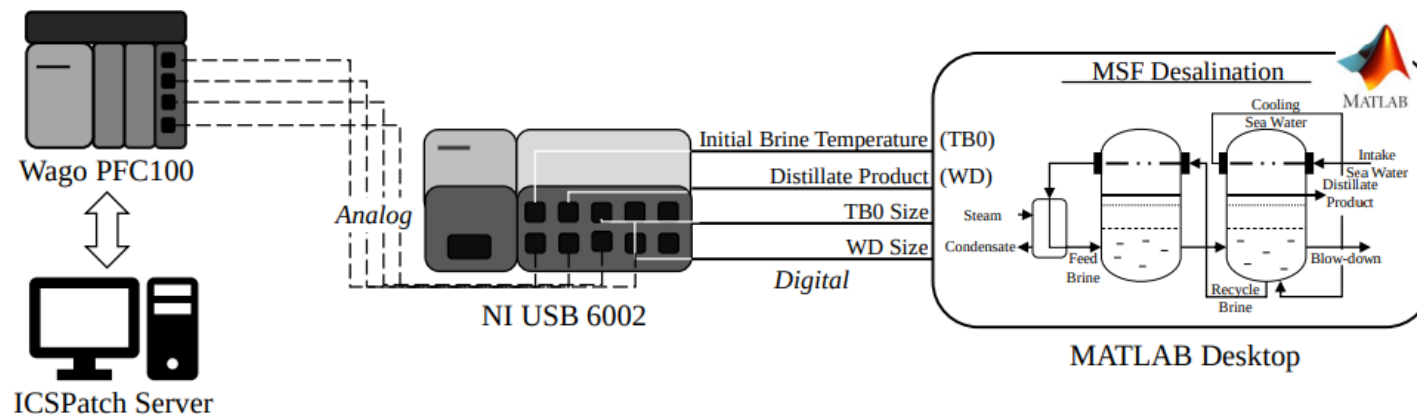 Wago PFC100
ICSPatch Server
Analog
NI USB 6002
Initial Brine Temperature (TB0)
Distillate Product (WD)
TB0 Size
WD Size
Digital
MSF Desalination
MATLAB
Cooling
Sea Water
Intake
Sea Water
Distillate
Product
Steam
Condensate
Feed
Brine
Recycle
Brine
Blow-down
MATLAB Desktop